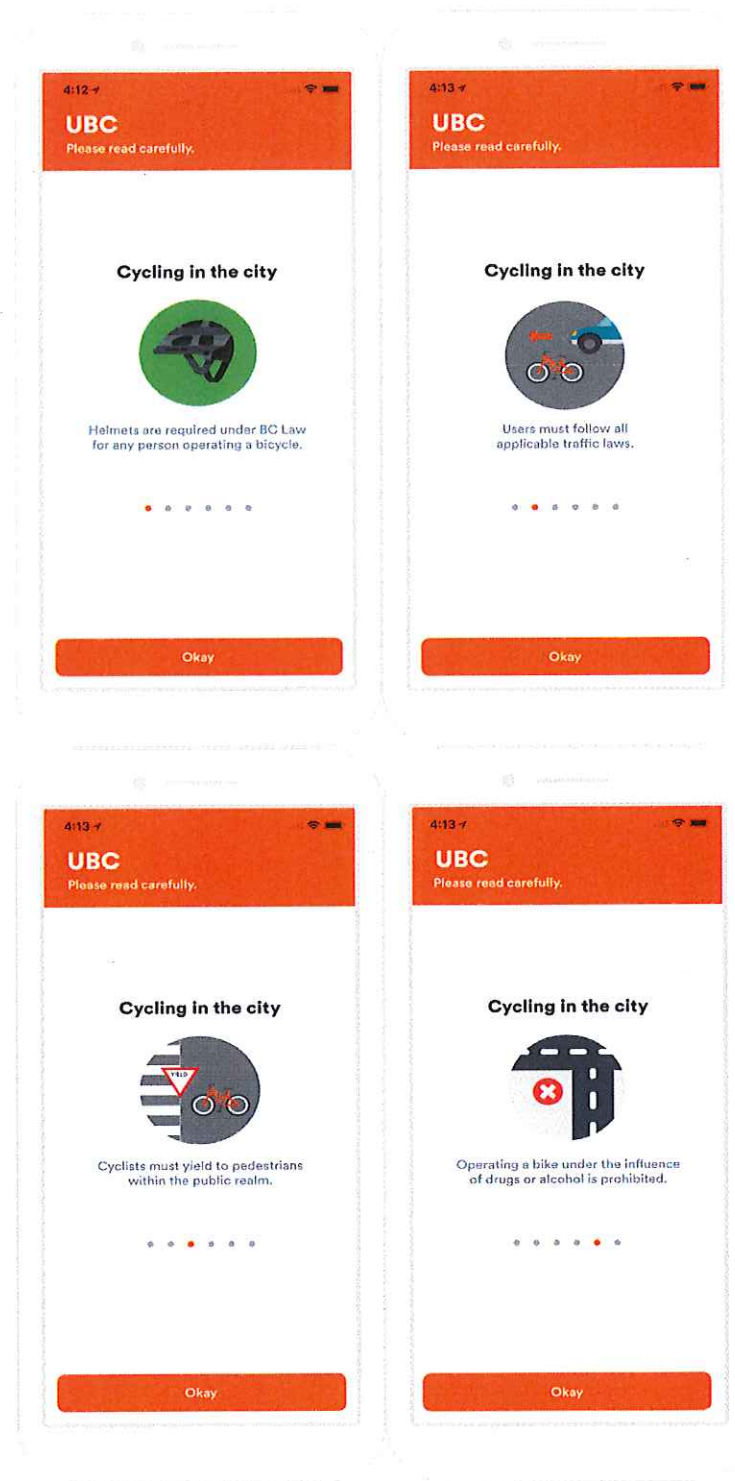 4:12
UBC
Please read carefully.
Cycling in the city
Helmets are required under BC Law
for any person operating a bicycle.
Okay
4:13
UBC
Please read carefully.
Cycling in the city
Users must follow all
applicable traffic laws.
Okay
4:13
UBC
Please read carefully.
Cycling in the city
YIELD
Cyclists must yield to pedestrians
within the public realm.
Okay
4:13
UBC
Please read carefully.
Cycling in the city
Operating a bike under the influence
of drugs or alcohol is prohibited.
Okay